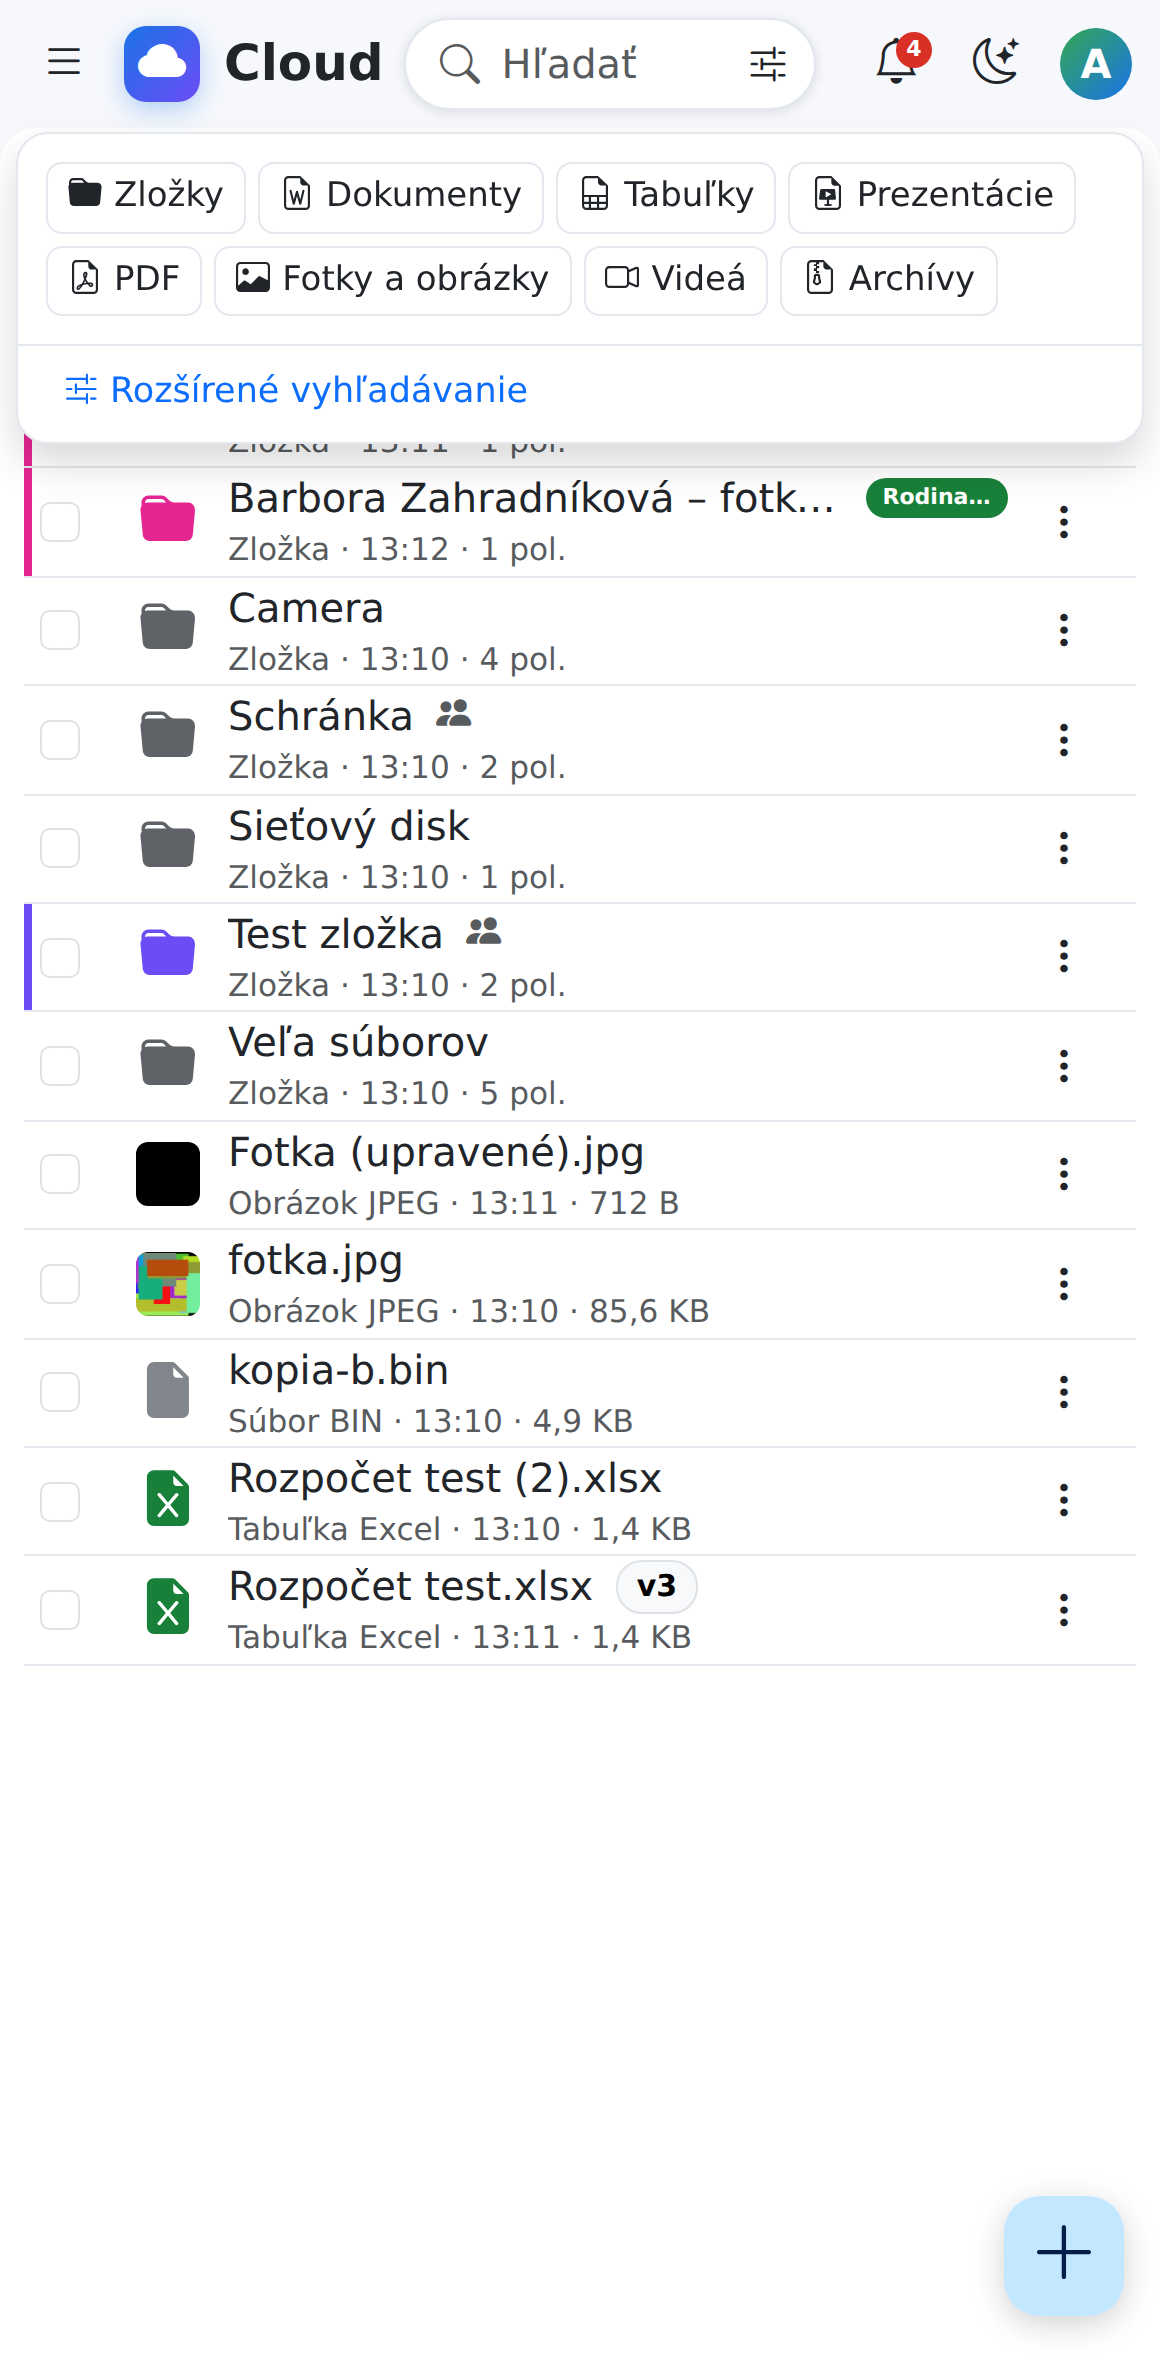 Cloud
Hľadať
4
A
Zložky
Dokumenty
Tabuľky
Prezentácie
PDF
Fotky a obrázky
Videá
Archívy
Rozšírené vyhľadávanie
Zložka · 13:11 · 1 pol.
Barbora Zahradníková – fotk...
Rodina...
Zložka · 13:12 · 1 pol.
Camera
Zložka · 13:10 · 4 pol.
Schránka
Zložka · 13:10 · 2 pol.
Sieťový disk
Zložka · 13:10 · 1 pol.
Test zložka
Zložka · 13:10 · 2 pol.
Veľa súborov
Zložka · 13:10 · 5 pol.
Fotka (upravené).jpg
Obrázok JPEG · 13:11 · 712 B
fotka.jpg
Obrázok JPEG · 13:10 · 85,6 KB
kopia-b.bin
Súbor BIN · 13:10 · 4,9 KB
Rozpočet test (2).xlsx
Tabuľka Excel · 13:10 · 1,4 KB
Rozpočet test.xlsx
v3
Tabuľka Excel · 13:11 · 1,4 KB